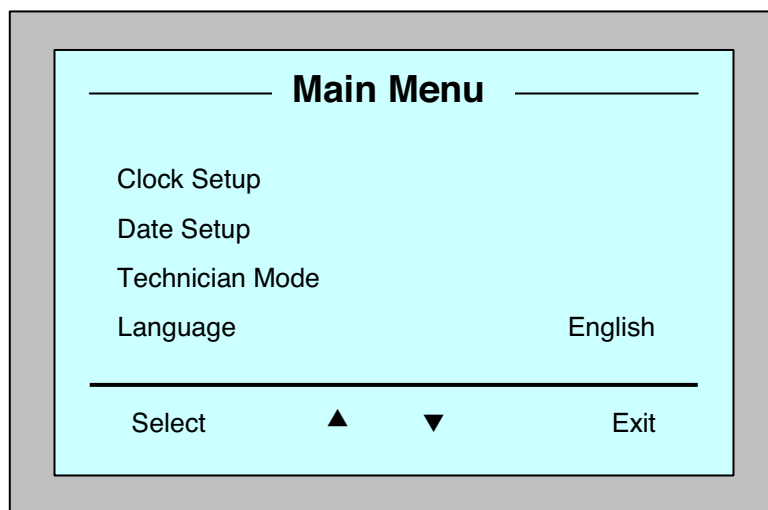 Main Menu
Clock Setup
Date Setup
Technician Mode
Language English
Select ▲ ▼ Exit